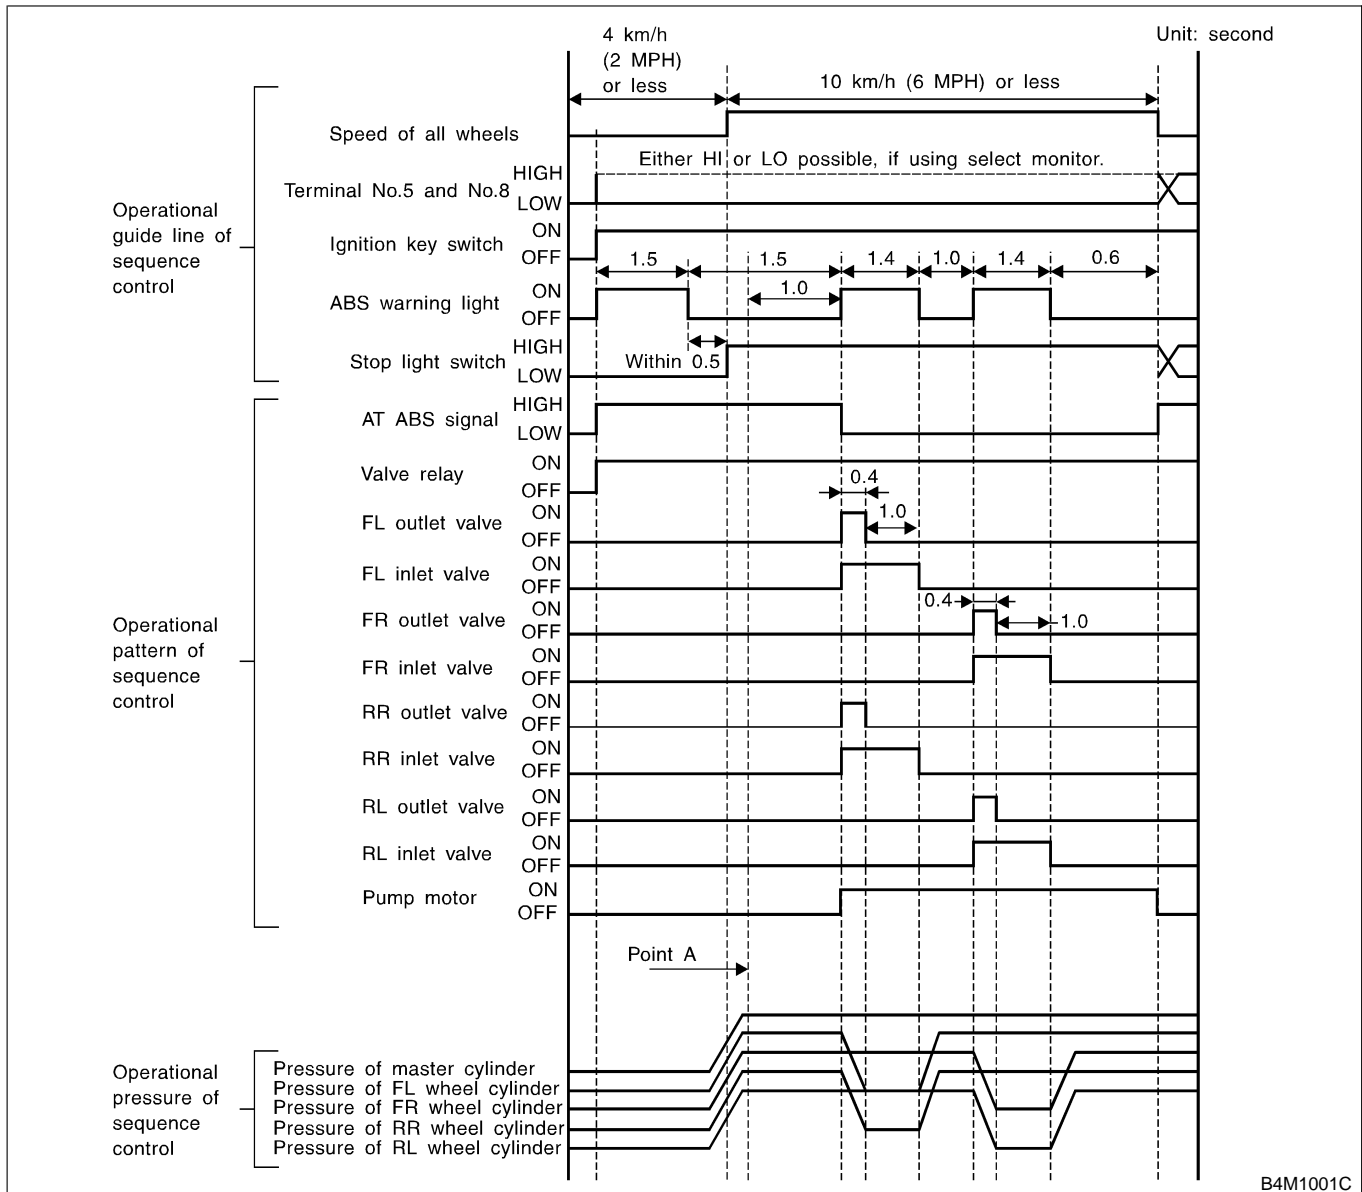 4 km/h
(2 MPH)
or less
Unit: second
10 km/h (6 MPH) or less
Operational
guide line of
sequence
control
Speed of all wheels
Either HI or LO possible, if using select monitor.
Terminal No.5 and No.8
HIGH
LOW
Ignition key switch
ON
OFF
1.5
1.5
1.4
1.0
1.4
0.6
ABS warning light
ON
OFF
1.0
Stop light switch
HIGH
LOW
Within 0.5
Operational
pattern of
sequence
control
AT ABS signal
HIGH
LOW
Valve relay
ON
OFF
0.4
FL outlet valve
ON
OFF
1.0
FL inlet valve
ON
OFF
0.4
FR outlet valve
ON
OFF
1.0
FR inlet valve
ON
OFF
RR outlet valve
ON
OFF
RR inlet valve
ON
OFF
RL outlet valve
ON
OFF
RL inlet valve
ON
OFF
Pump motor
ON
OFF
Point A
Operational
pressure of
sequence
control
Pressure of master cylinder
Pressure of FL wheel cylinder
Pressure of FR wheel cylinder
Pressure of RR wheel cylinder
Pressure of RL wheel cylinder
B4M1001C